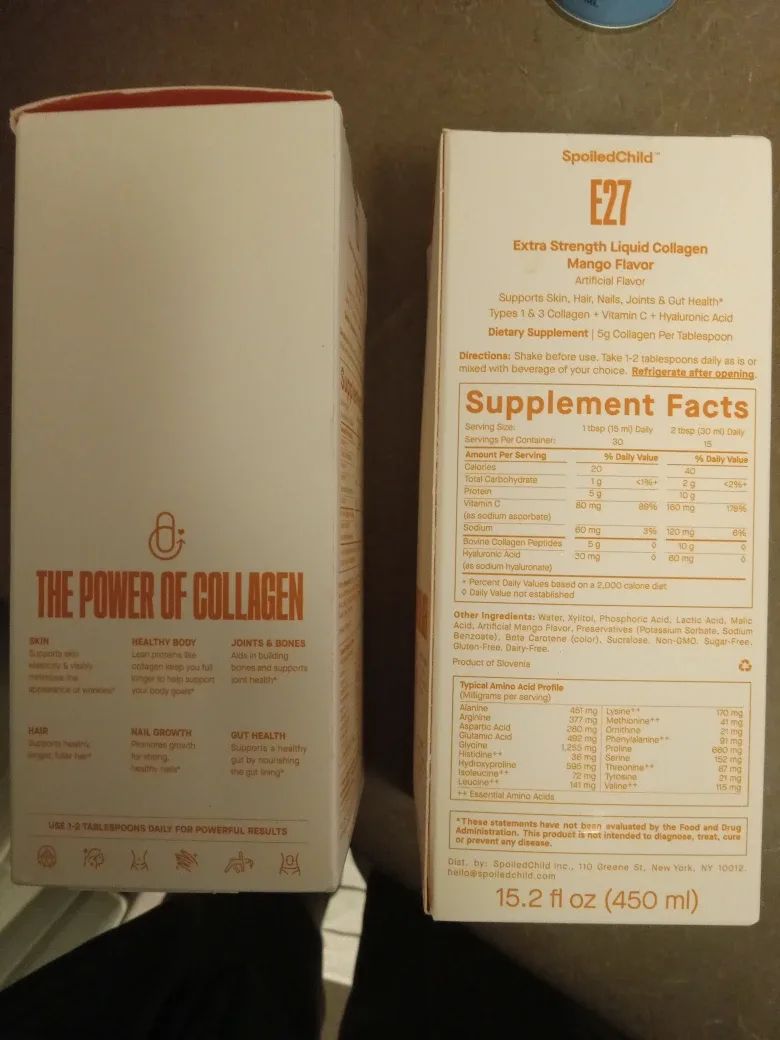 THE POWER OF COLLAGEN
SKIN
Supports skin
elasticity & visibly
minimizes the
appearance of wrinkles*
HEALTHY BODY
Lean proteins like
collagen keep you full
longer to help support
your body goals*
JOINTS & BONES
Aids in building
bones and supports
joint health*
HAIR
Supports healthy,
longer, fuller hair*
NAIL GROWTH
Promotes growth
for strong,
healthy nails*
GUT HEALTH
Supports a healthy
gut by nourishing
the gut lining*
USE 1-2 TABLESPOONS DAILY FOR POWERFUL RESULTS
SpoiledChild™
E27
Extra Strength Liquid Collagen
Mango Flavor
Artificial Flavor
Supports Skin, Hair, Nails, Joints & Gut Health*
Types 1 & 3 Collagen + Vitamin C + Hyaluronic Acid
Dietary Supplement | 5g Collagen Per Tablespoon
Directions: Shake before use. Take 1-2 tablespoons daily as is or
mixed with beverage of your choice. Refrigerate after opening.
Supplement Facts
Serving Size: 1 tbsp (15 ml) Daily 2 tbsp (30 ml) Daily
Servings Per Container: 30 15
Amount Per Serving % Daily Value % Daily Value
Calories 20 40
Total Carbohydrate 1 g <1%+ 2 g <2%+
Protein 5 g 10 g
Vitamin C 80 mg 89% 160 mg 178%
(as sodium ascorbate)
Sodium 60 mg 3% 120 mg 6%
Bovine Collagen Peptides 5 g ◊ 10 g ◊
Hyaluronic Acid 30 mg ◊ 60 mg ◊
(as sodium hyaluronate)
+ Percent Daily Values based on a 2,000 calorie diet
◊ Daily Value not established
Other Ingredients: Water, Xylitol, Phosphoric Acid, Lactic Acid, Malic
Acid, Artificial Mango Flavor, Preservatives (Potassium Sorbate, Sodium
Benzoate), Beta Carotene (color), Sucralose. Non-GMO. Sugar-Free.
Gluten-Free. Dairy-Free.
Product of Slovenia
Typical Amino Acid Profile
(Milligrams per serving)
Alanine 451 mg Lysine++ 170 mg
Arginine 377 mg Methionine++ 41 mg
Aspartic Acid 280 mg Ornithine 21 mg
Glutamic Acid 492 mg Phenylalanine++ 91 mg
Glycine 1,255 mg Proline 660 mg
Histidine++ 36 mg Serine 152 mg
Hydroxyproline 595 mg Threonine++ 87 mg
Isoleucine++ 72 mg Tyrosine 21 mg
Leucine++ 141 mg Valine++ 115 mg
++ Essential Amino Acids
*These statements have not been evaluated by the Food and Drug
Administration. This product is not intended to diagnose, treat, cure
or prevent any disease.
Dist. by: SpoiledChild Inc., 110 Greene St, New York, NY 10012.
hello@spoiledchild.com
15.2 fl oz (450 ml)